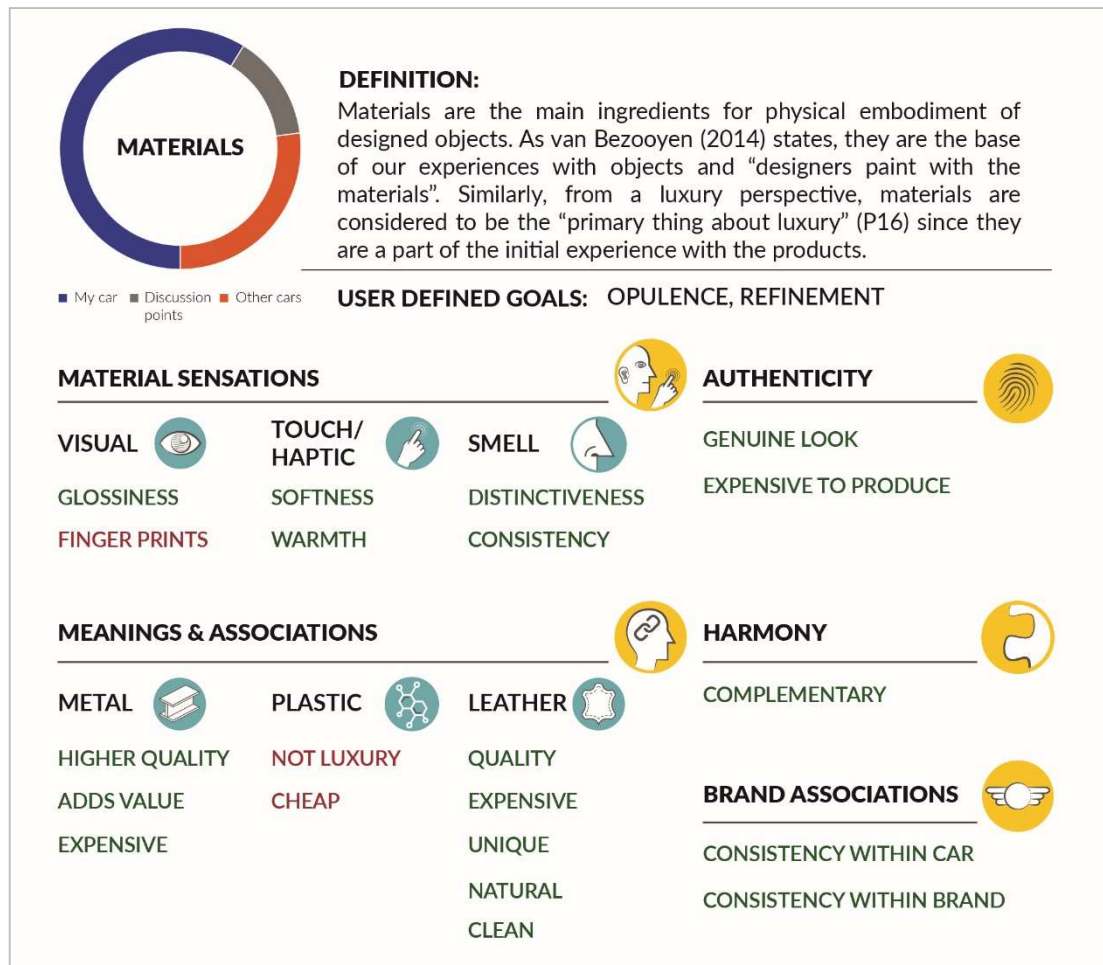 MATERIALS
My car
Discussion points
Other cars
DEFINITION:
Materials are the main ingredients for physical embodiment of
designed objects. As van Bezooyen (2014) states, they are the base
of our experiences with objects and “designers paint with the
materials”. Similarly, from a luxury perspective, materials are
considered to be the “primary thing about luxury” (P16) since they
are a part of the initial experience with the products.
USER DEFINED GOALS: OPULENCE, REFINEMENT
MATERIAL SENSATIONS
VISUAL
GLOSSINESS
FINGER PRINTS
TOUCH/
HAPTIC
SOFTNESS
WARMTH
SMELL
DISTINCTIVENESS
CONSISTENCY
AUTHENTICITY
GENUINE LOOK
EXPENSIVE TO PRODUCE
MEANINGS & ASSOCIATIONS
METAL
HIGHER QUALITY
ADDS VALUE
EXPENSIVE
PLASTIC
NOT LUXURY
CHEAP
LEATHER
QUALITY
EXPENSIVE
UNIQUE
NATURAL
CLEAN
HARMONY
COMPLEMENTARY
BRAND ASSOCIATIONS
CONSISTENCY WITHIN CAR
CONSISTENCY WITHIN BRAND